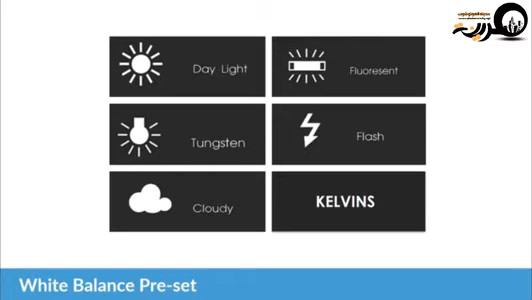 Day Light
Fluoresent
Tungsten
Flash
Cloudy
KELVINS
White Balance Pre-set